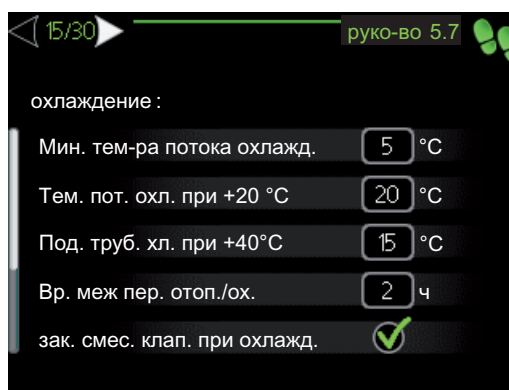 15/30
руко-во 5.7
охлаждение :
Мин. тем-ра потока охлажд. 5 °C
Тем. пот. охл. при +20 °C 20 °C
Под. труб. хл. при +40°C 15 °C
Вр. меж пер. отоп./ох. 2 ч
зак. смес. клап. при охлажд.